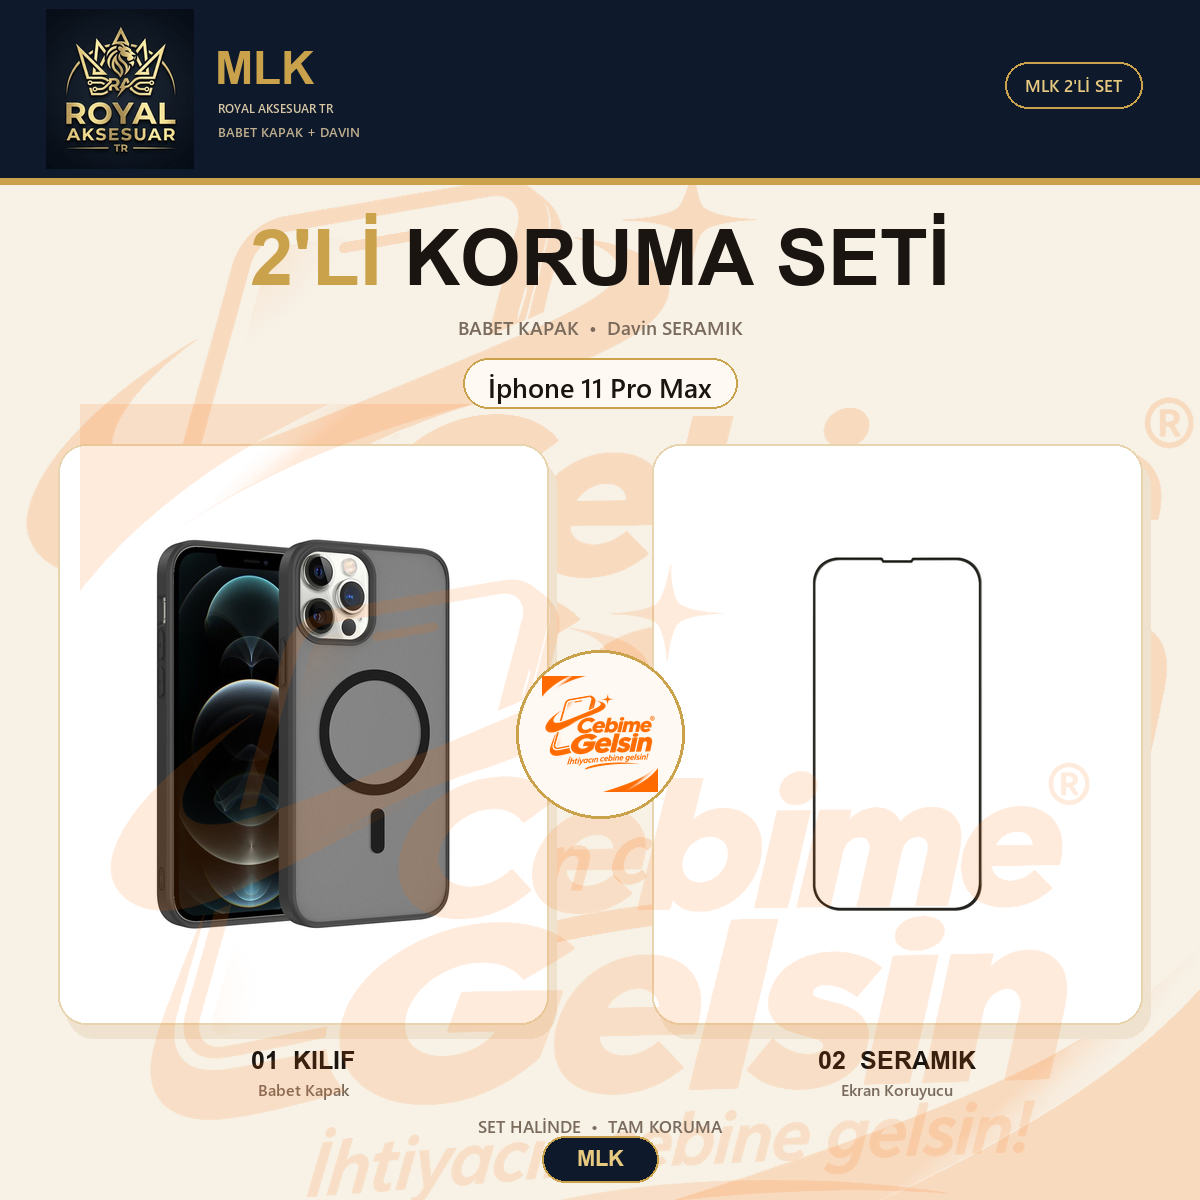 ROYAL
AKSESUAR
TR
MLK
ROYAL AKSESUAR TR
BABET KAPAK + DAVIN
MLK 2'Lİ SET
2'Lİ KORUMA SETİ
BABET KAPAK • Davin SERAMIK
İphone 11 Pro Max
Cebime
Gelsin
İhtiyacın cebine gelsin!
Cebime®
Gelsin
İhtiyacın cebine gelsin!
01 KILIF
Babet Kapak
02 SERAMIK
Ekran Koruyucu
SET HALİNDE • TAM KORUMA
MLK